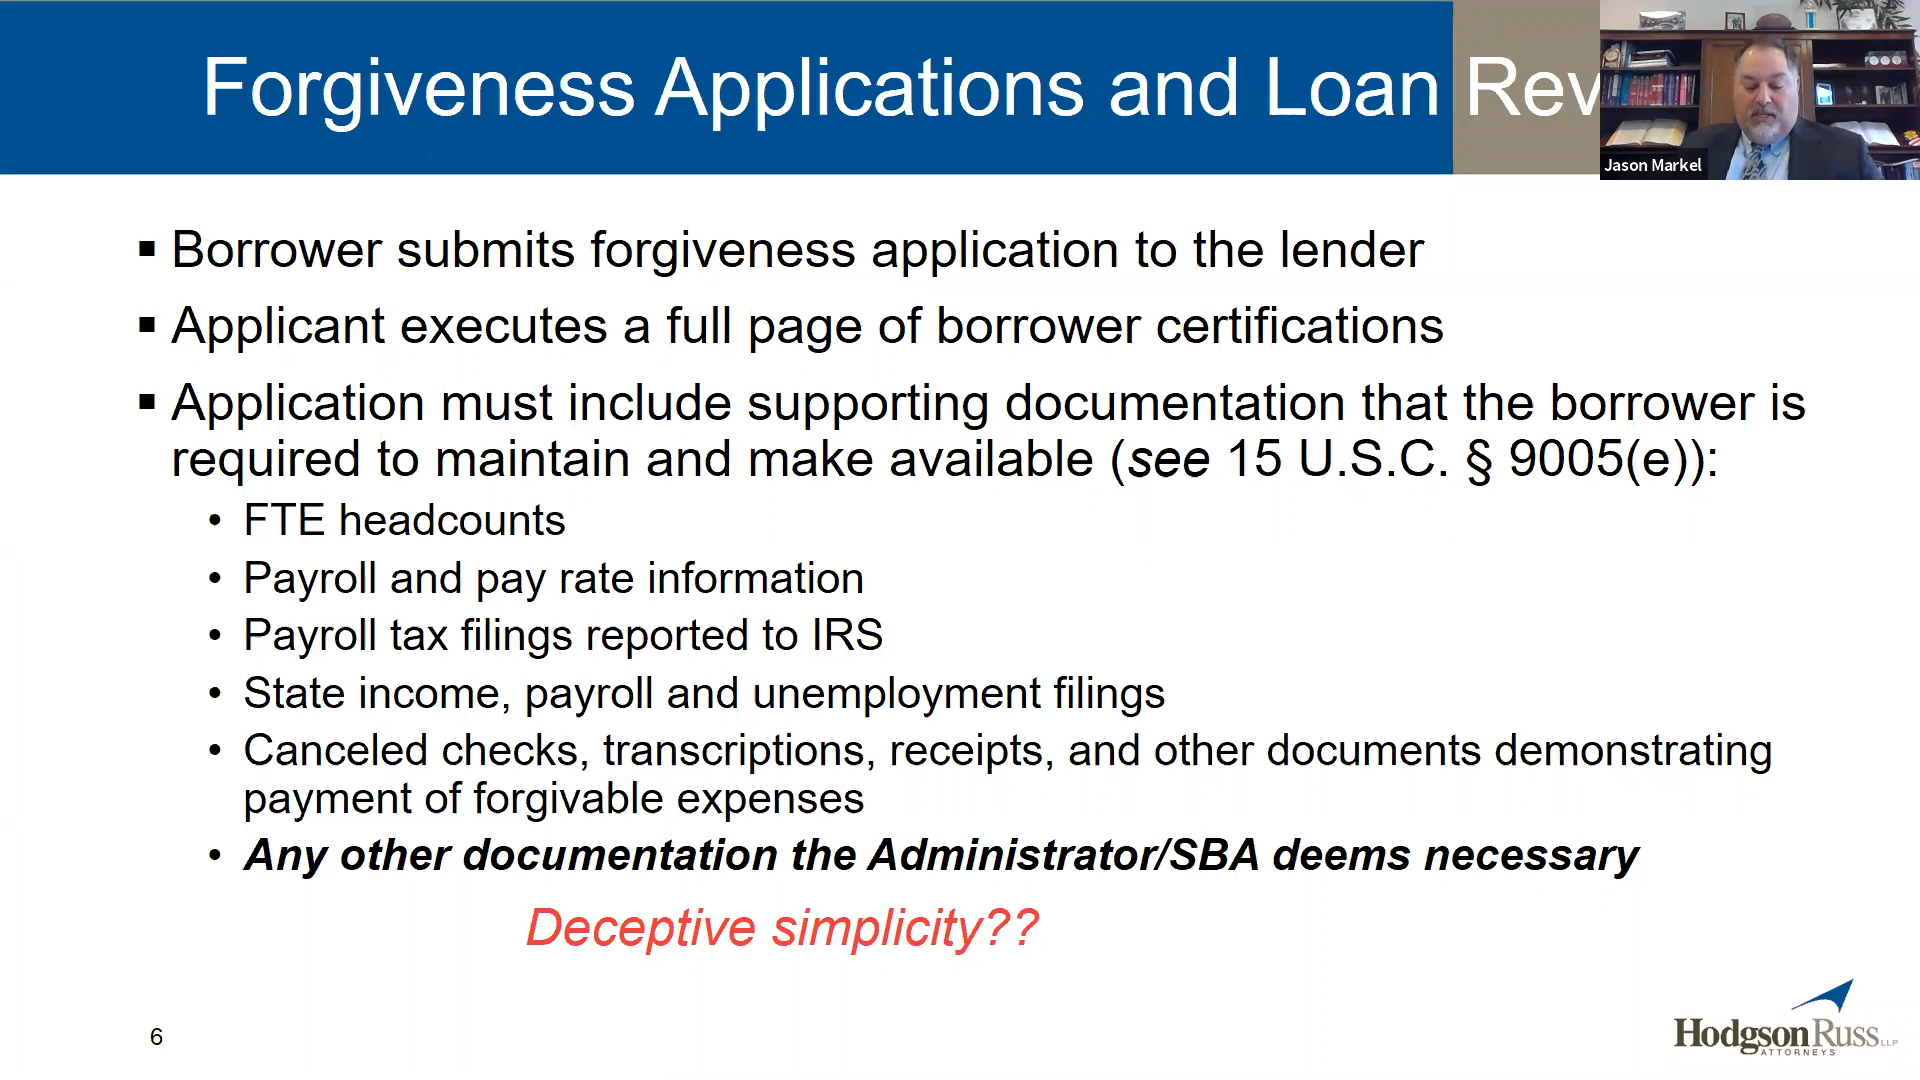 Forgiveness Applications and Loan Rev
Jason Markel
▪ Borrower submits forgiveness application to the lender
▪ Applicant executes a full page of borrower certifications
▪ Application must include supporting documentation that the borrower is
required to maintain and make available (see 15 U.S.C. § 9005(e)):
• FTE headcounts
• Payroll and pay rate information
• Payroll tax filings reported to IRS
• State income, payroll and unemployment filings
• Canceled checks, transcriptions, receipts, and other documents demonstrating
payment of forgivable expenses
• Any other documentation the Administrator/SBA deems necessary
Deceptive simplicity??
6
HodgsonRuss LLP
ATTORNEYS